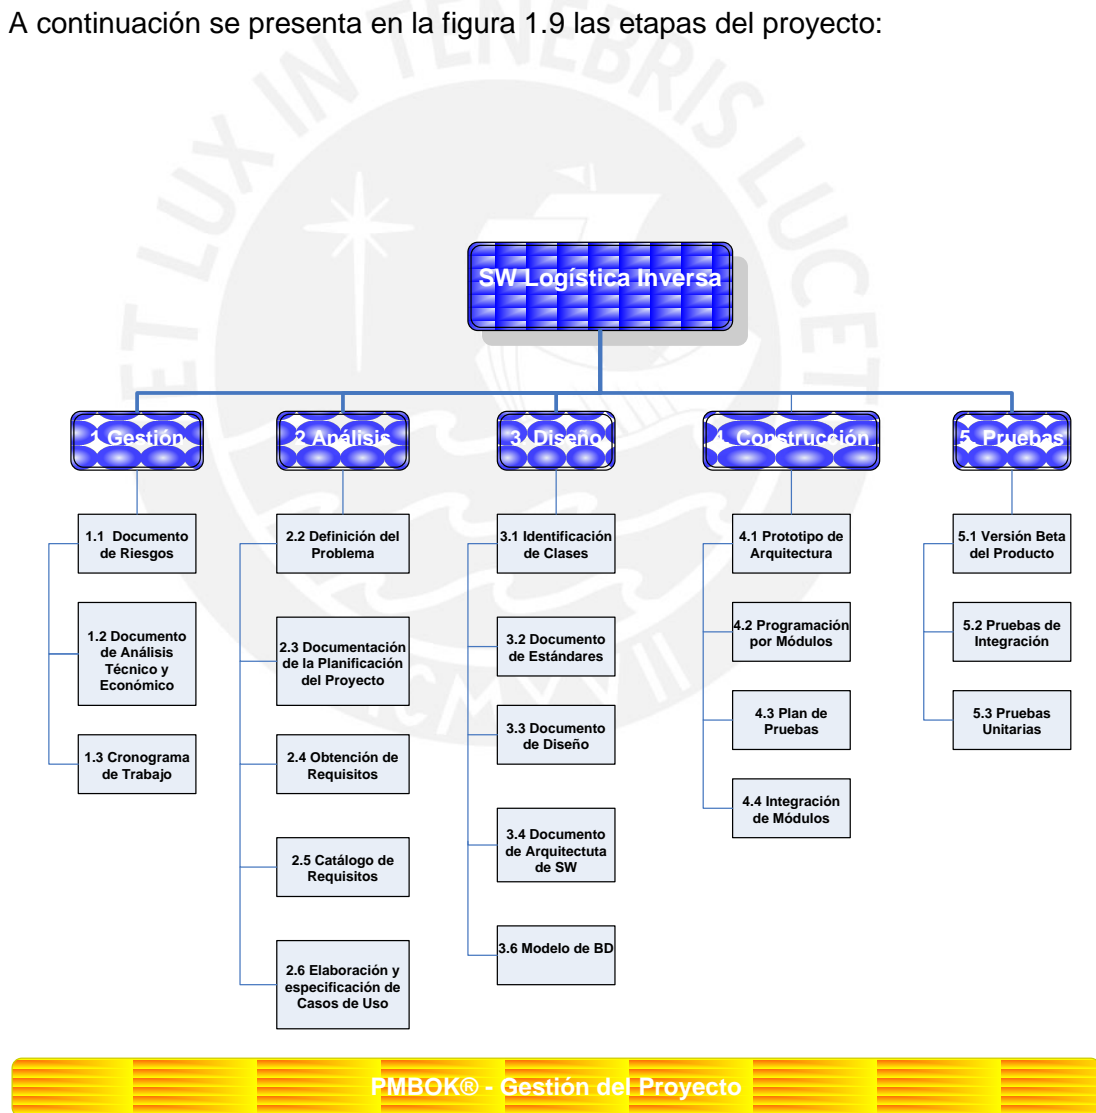 A continuación se presenta en la figura 1.9 las etapas del proyecto:
ET LUX IN TENEBRIS LUCET
SW Logística Inversa
1 Gestión
2 Análisis
3. Diseño
4. Construcción
5. Pruebas
1.1 Documento
de Riesgos
1.2 Documento
de Análisis
Técnico y
Económico
1.3 Cronograma
de Trabajo
2.2 Definición del
Problema
2.3 Documentación
de la Planificación
del Proyecto
2.4 Obtención de
Requisitos
2.5 Catálogo de
Requisitos
2.6 Elaboración y
especificación de
Casos de Uso
3.1 Identificación
de Clases
3.2 Documento
de Estándares
3.3 Documento
de Diseño
3.4 Documento
de Arquitectuta
de SW
3.6 Modelo de BD
4.1 Prototipo de
Arquitectura
4.2 Programación
por Módulos
4.3 Plan de
Pruebas
4.4 Integración
de Módulos
5.1 Versión Beta
del Producto
5.2 Pruebas de
Integración
5.3 Pruebas
Unitarias
PMBOK® - Gestión del Proyecto